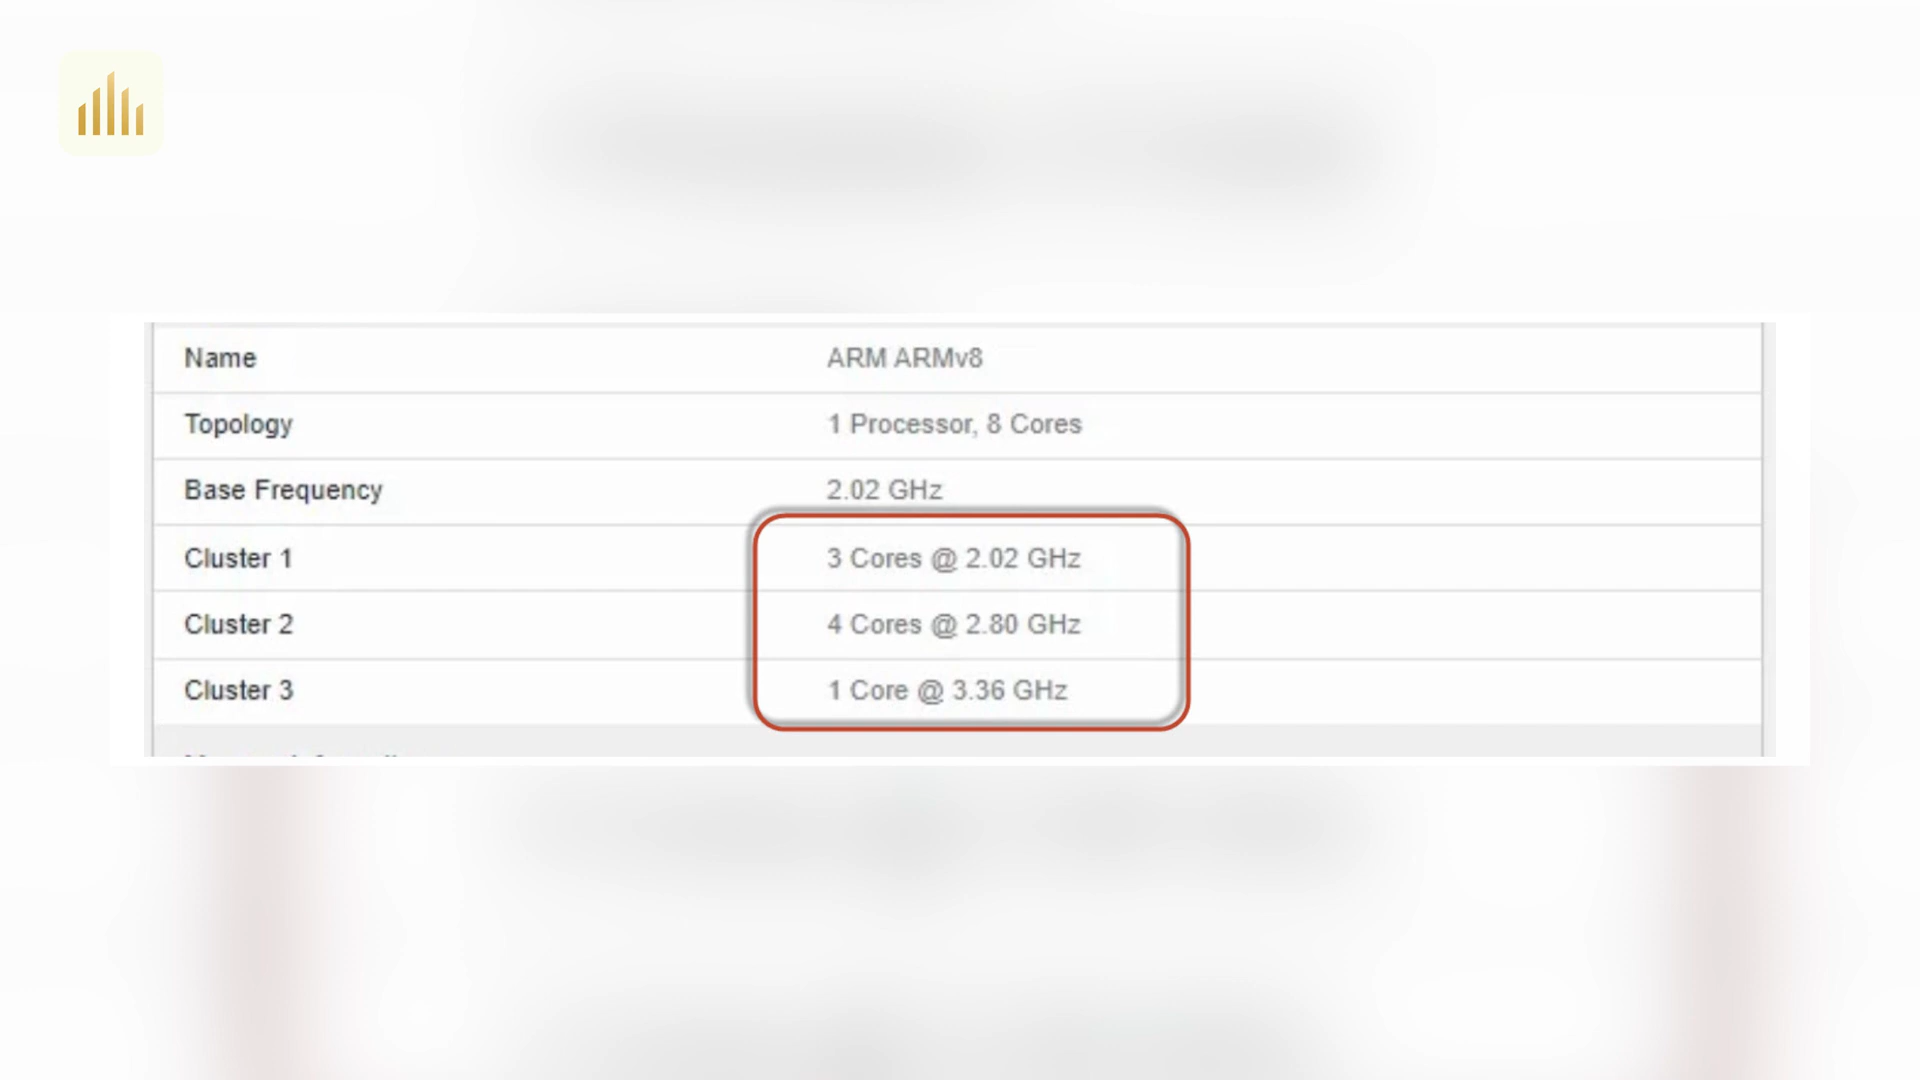 Name ARM ARMv8
Topology 1 Processor, 8 Cores
Base Frequency 2.02 GHz
Cluster 1 3 Cores @ 2.02 GHz
Cluster 2 4 Cores @ 2.80 GHz
Cluster 3 1 Core @ 3.36 GHz